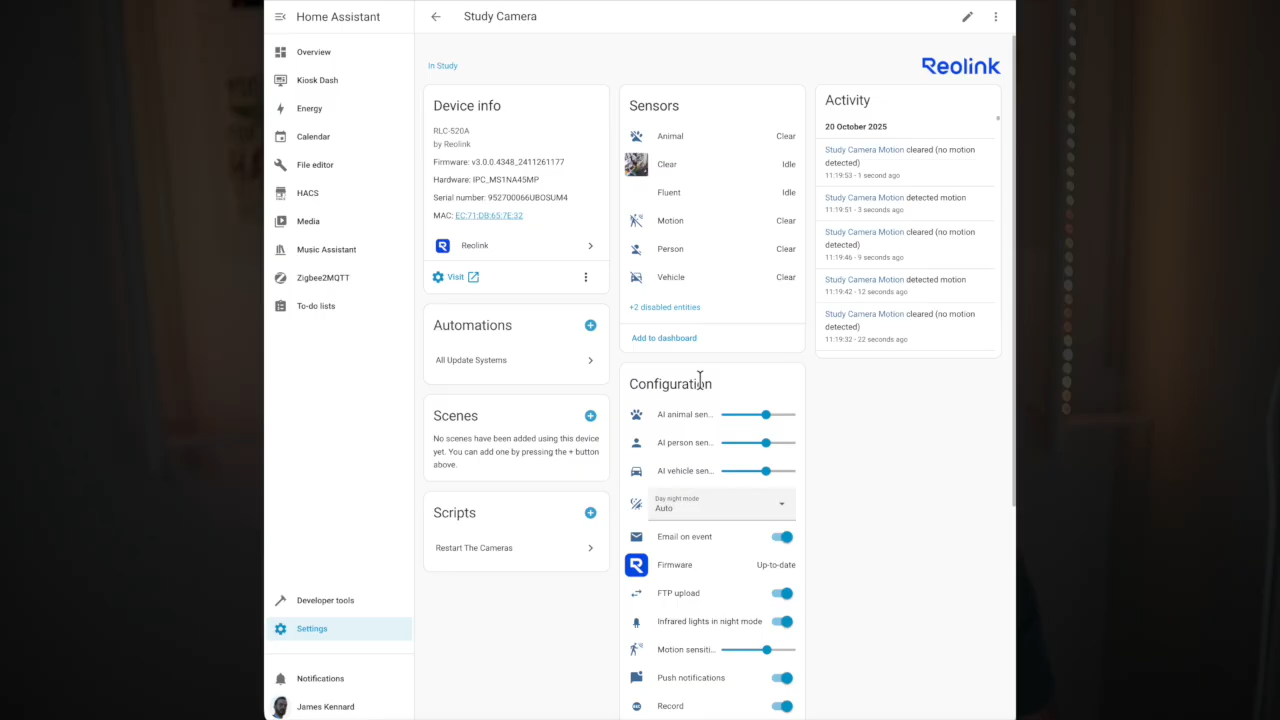 Home Assistant
Overview
Kiosk Dash
Energy
Calendar
File editor
HACS
Media
Music Assistant
Zigbee2MQTT
To-do lists
Developer tools
Settings
Notifications
James Kennard
Study Camera
In Study
Reolink
Device info
RLC-520A
by Reolink
Firmware: v3.0.0.4348_2411261177
Hardware: IPC_MS1NA45MP
Serial number: 952700066UBOSUM4
MAC: EC:71:DB:65:7E:32
Reolink
Visit
Automations
All Update Systems
Scenes
No scenes have been added using this device
yet. You can add one by pressing the + button
above.
Scripts
Restart The Cameras
Sensors
Animal Clear
Clear Idle
Fluent Idle
Motion Clear
Person Clear
Vehicle Clear
+2 disabled entities
Add to dashboard
Configuration
AI animal sen...
AI person sen...
AI vehicle sen...
Day night mode
Auto
Email on event
Firmware Up-to-date
FTP upload
Infrared lights in night mode
Motion sensiti...
Push notifications
Record
Activity
20 October 2025
Study Camera Motion cleared (no motion
detected)
11:19:53 - 1 second ago
Study Camera Motion detected motion
11:19:51 - 3 seconds ago
Study Camera Motion cleared (no motion
detected)
11:19:46 - 9 seconds ago
Study Camera Motion detected motion
11:19:42 - 12 seconds ago
Study Camera Motion cleared (no motion
detected)
11:19:32 - 22 seconds ago